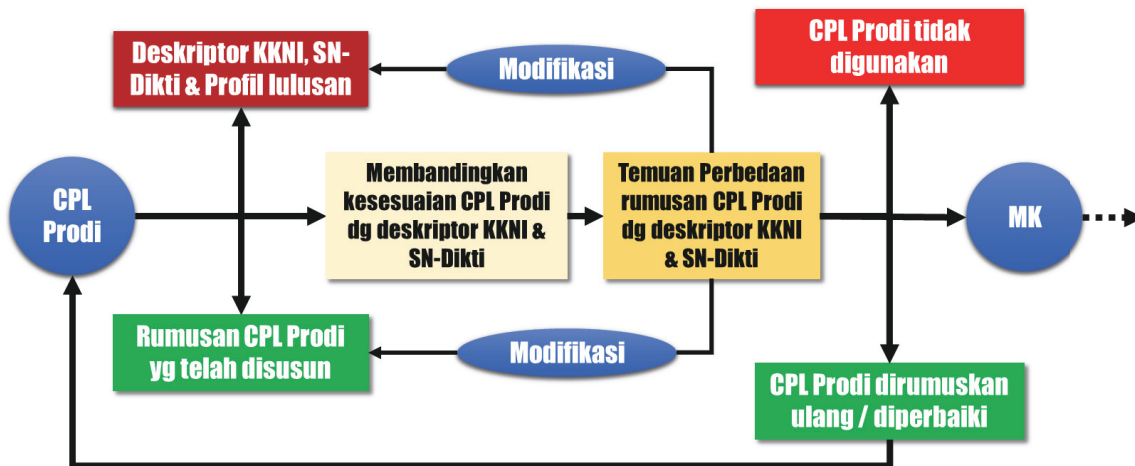 Deskriptor KKNI, SN-
Dikti & Profil lulusan
Modifikasi
CPL Prodi tidak
digunakan
CPL
Prodi
Membandingkan
kesesuaian CPL Prodi
dg deskriptor KKNI &
SN-Dikti
Temuan Perbedaan
rumusan CPL Prodi
dg deskriptor KKNI
& SN-Dikti
MK
Rumusan CPL Prodi
yg telah disusun
Modifikasi
CPL Prodi dirumuskan
ulang / diperbaiki